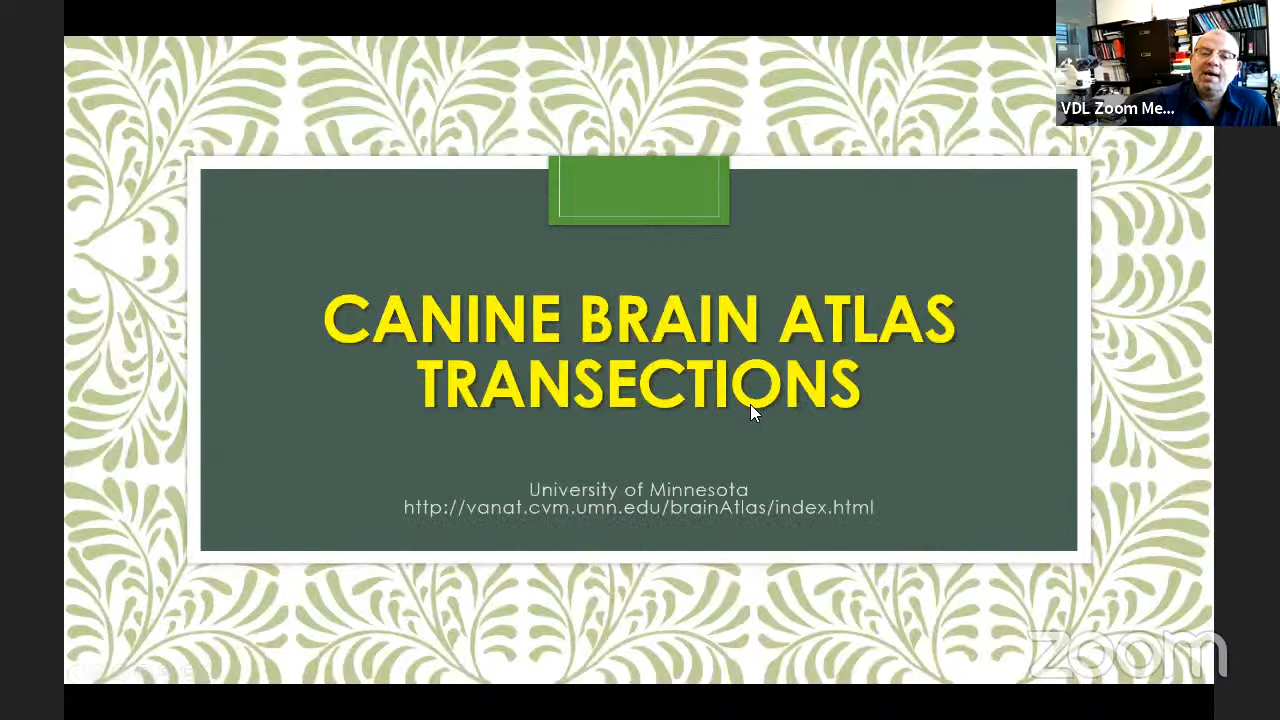 VDL Zoom Me...
CANINE BRAIN ATLAS
TRANSECTIONS
University of Minnesota
http://vanat.cvm.umn.edu/brainAtlas/index.html
zoom